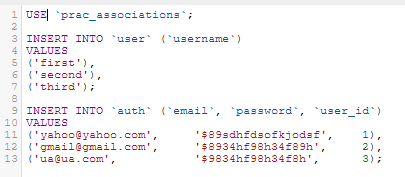 1 USE `prac_associations`;
2
3 INSERT INTO `user` (`username`)
4 VALUES
5 ('first'),
6 ('second'),
7 ('third');
8
9 INSERT INTO `auth` (`email`, `password`, `user_id`)
10 VALUES
11 ('yahoo@yahoo.com', '$89sdhfdsofkjodsf', 1),
12 ('gmail@gmail.com', '$8934hf98h34f89h', 2),
13 ('ua@ua.com', '$9834hf98h34f8h', 3);